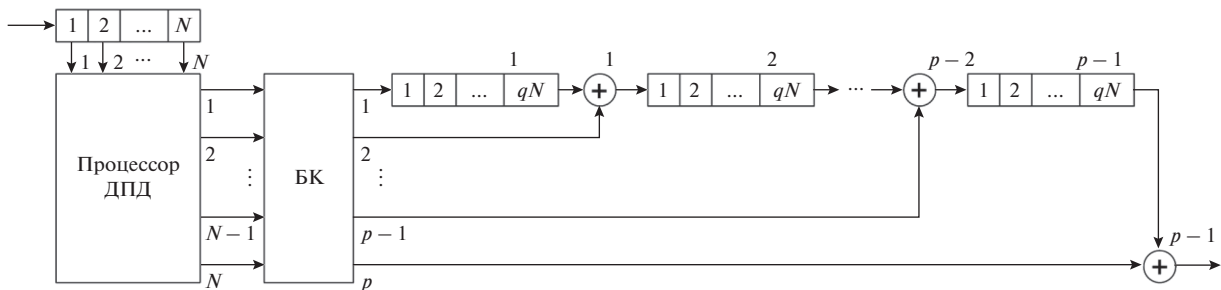 1 2 ... N
1 2 ... N
1 1 2 p − 2 p − 1
1 2 ... qN
+
1 2 ... qN
...
+
1 2 ... qN
1
1
2
2
Процессор
ДПД
БК
N − 1
p − 1
p − 1
N
p
+